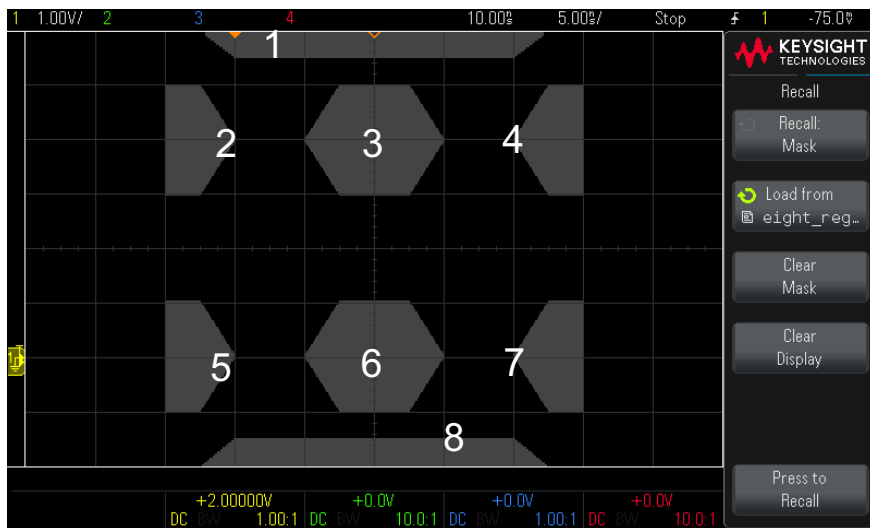 1 1.00V/ 2 3 4 10.00s 5.00s/ Stop 1 -75.0V
KEYSIGHT
TECHNOLOGIES
Recall
Recall:
Mask
Load from
eight_reg…
Clear
Mask
Clear
Display
Press to
Recall
1
2 3 4
5 6 7
8
1
+2.00000V +0.0V +0.0V +0.0V
DC BW 1.00:1 DC BW 10.0:1 DC BW 1.00:1 DC BW 10.0:1